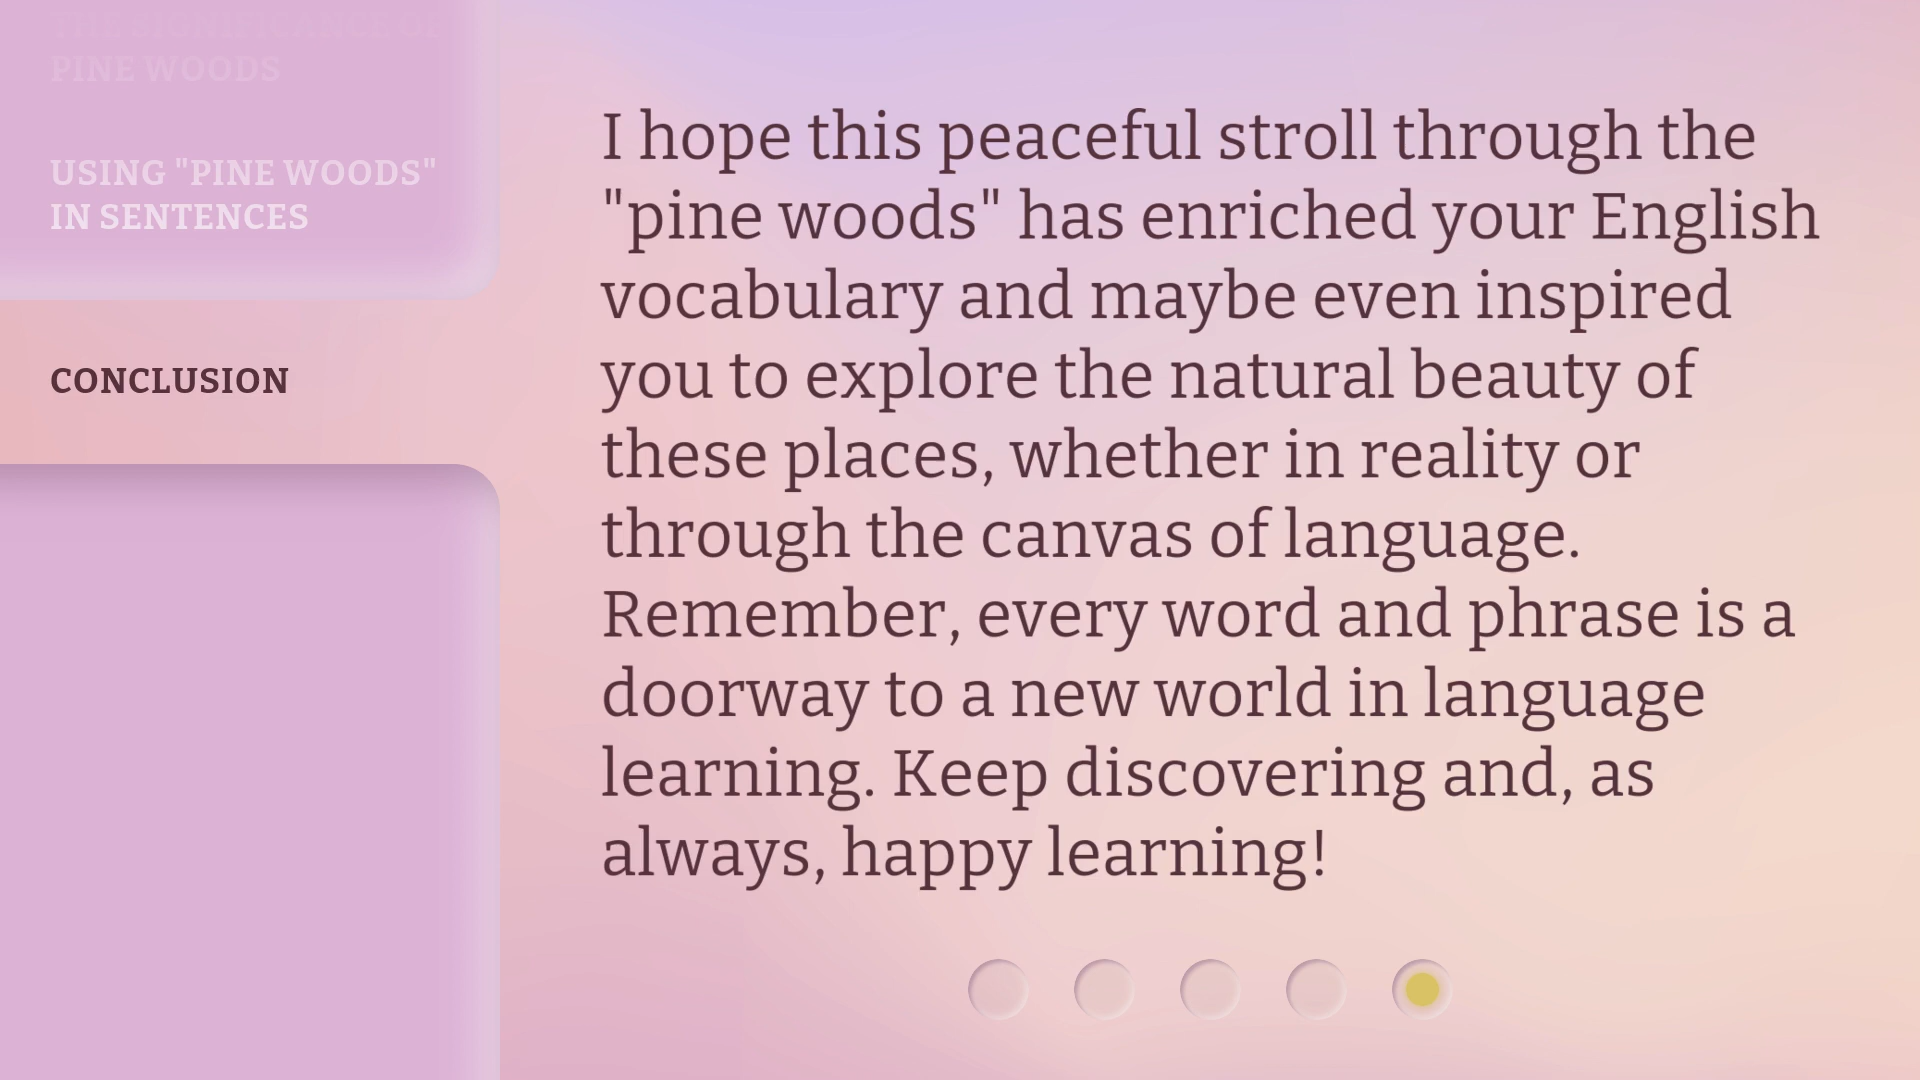 THE SIGNIFICANCE OF
PINE WOODS
USING "PINE WOODS"
IN SENTENCES
CONCLUSION
I hope this peaceful stroll through the
"pine woods" has enriched your English
vocabulary and maybe even inspired
you to explore the natural beauty of
these places, whether in reality or
through the canvas of language.
Remember, every word and phrase is a
doorway to a new world in language
learning. Keep discovering and, as
always, happy learning!